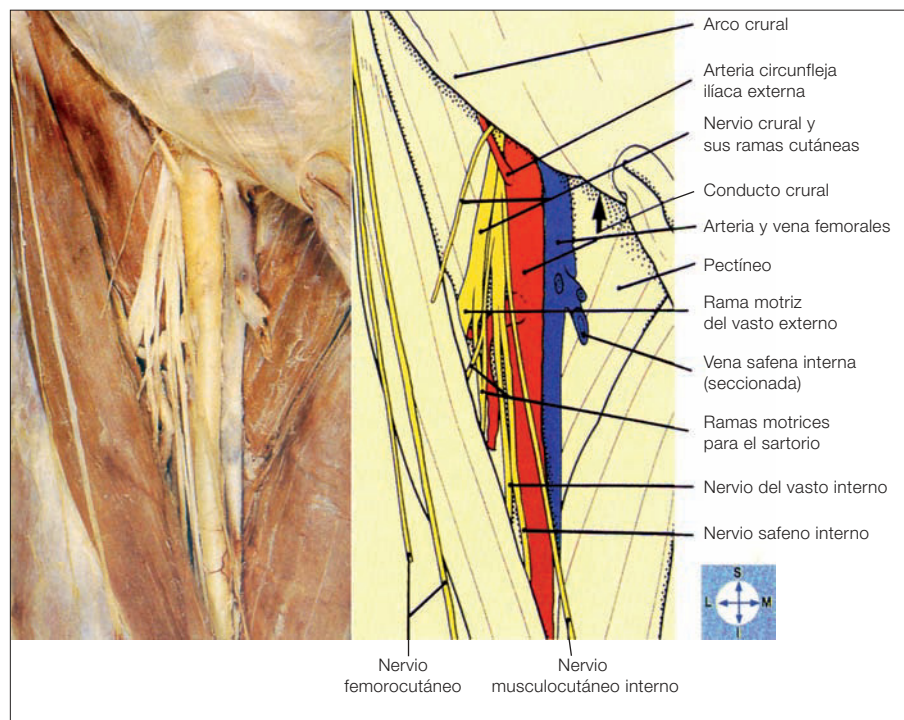 Arco crural
Arteria circunfleja
ilíaca externa
Nervio crural y
sus ramas cutáneas
Conducto crural
Arteria y vena femorales
Pectíneo
Rama motriz
del vasto externo
Vena safena interna
(seccionada)
Ramas motrices
para el sartorio
Nervio del vasto interno
Nervio safeno interno
S
L M
I
Nervio
femorocutáneo
Nervio
musculocutáneo interno